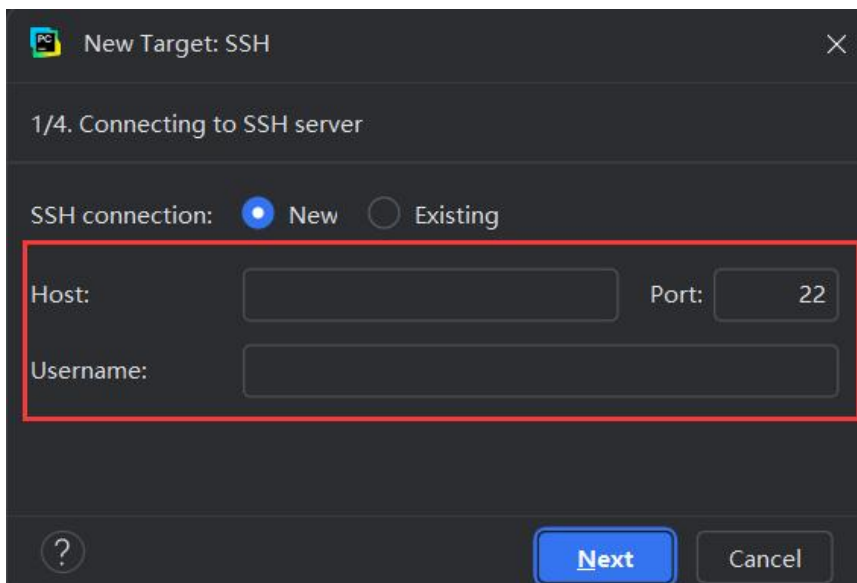 PC
New Target: SSH
1/4. Connecting to SSH server
SSH connection: New Existing
Host: Port: 22
Username:
?
Next Cancel